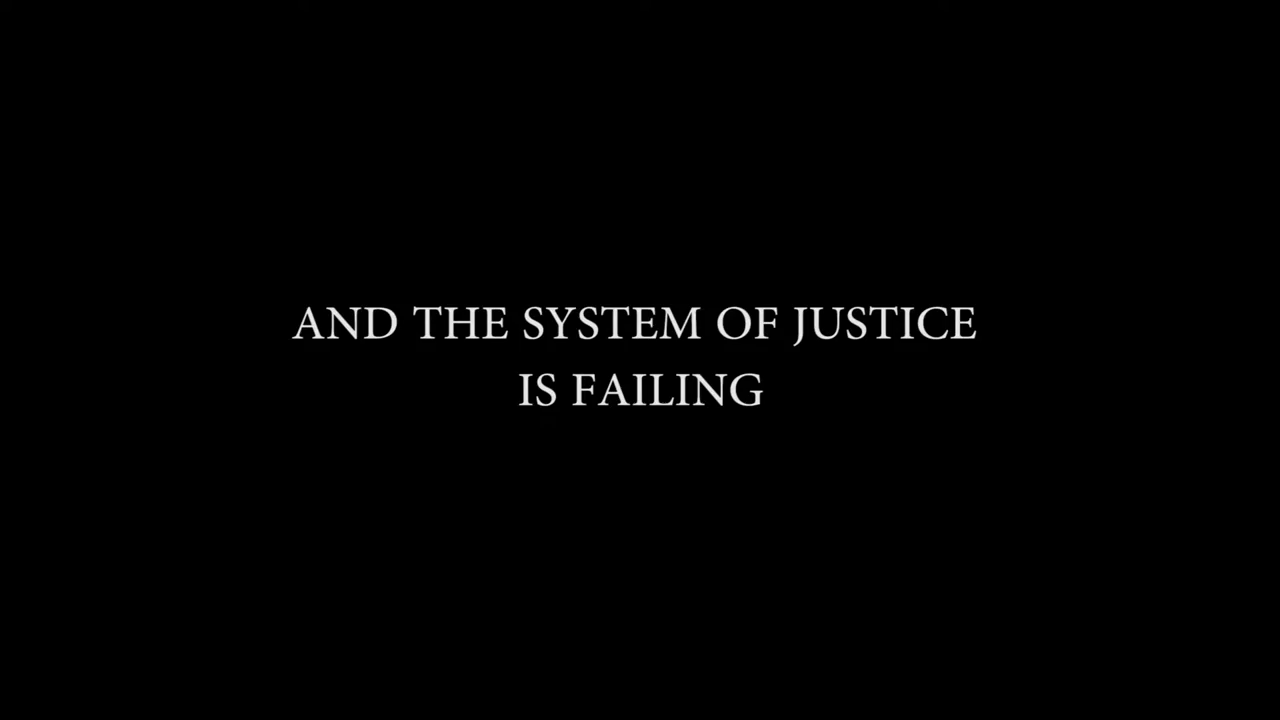 AND THE SYSTEM OF JUSTICE
IS FAILING